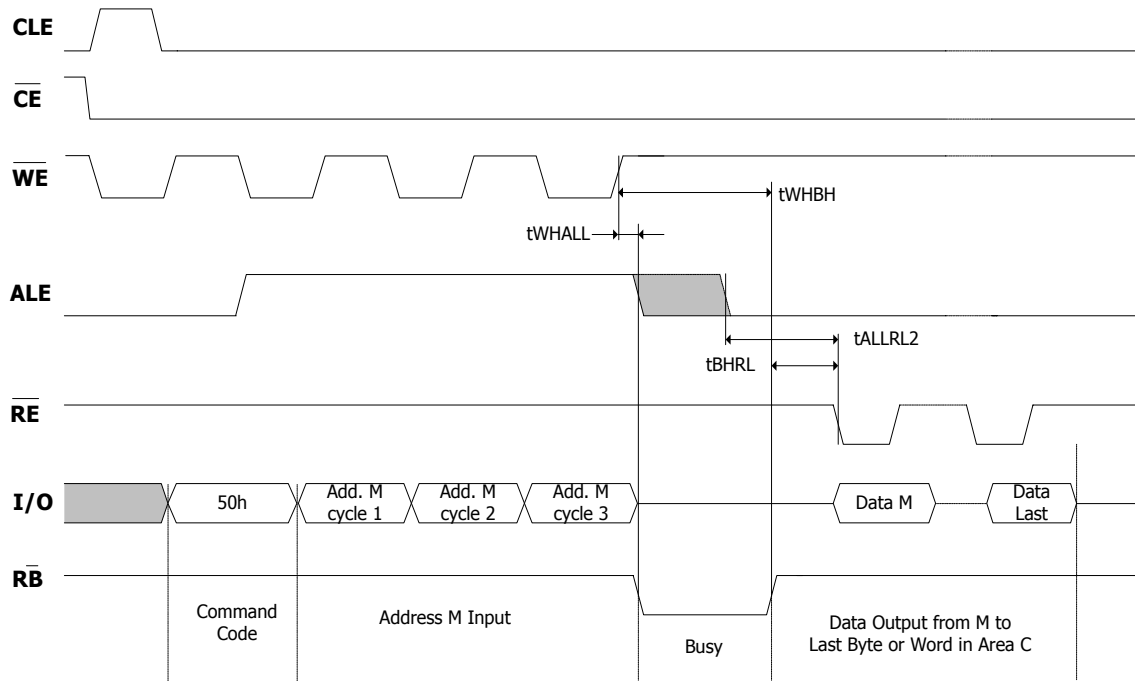 CLE
CE
WE
tWHBH
tWHALL
ALE
tALLRL2
tBHRL
RE
I/O
50h
Add. M
cycle 1
Add. M
cycle 2
Add. M
cycle 3
Data M
Data
Last
RB
Command
Code
Address M Input
Busy
Data Output from M to
Last Byte or Word in Area C